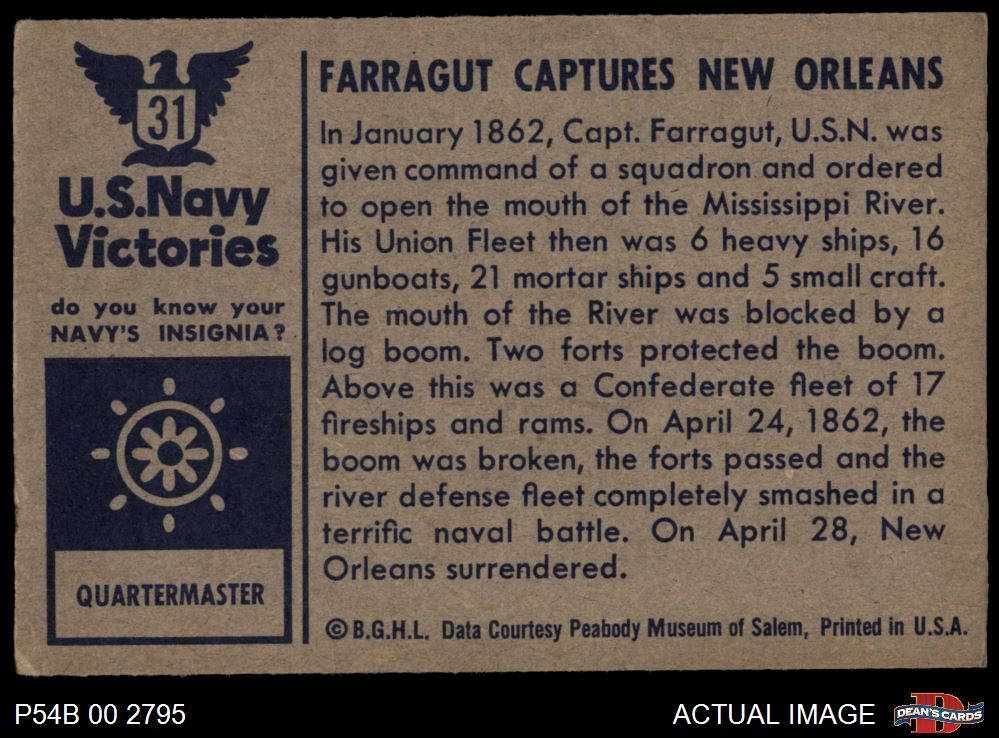 31
U.S.Navy
Victories
do you know your
NAVY'S INSIGNIA?
QUARTERMASTER
FARRAGUT CAPTURES NEW ORLEANS
In January 1862, Capt. Farragut, U.S.N. was
given command of a squadron and ordered
to open the mouth of the Mississippi River.
His Union Fleet then was 6 heavy ships, 16
gunboats, 21 mortar ships and 5 small craft.
The mouth of the River was blocked by a
log boom. Two forts protected the boom.
Above this was a Confederate fleet of 17
fireships and rams. On April 24, 1862, the
boom was broken, the forts passed and the
river defense fleet completely smashed in a
terrific naval battle. On April 28, New
Orleans surrendered.
© B.G.H.L. Data Courtesy Peabody Museum of Salem, Printed in U.S.A.
P54B 00 2795
ACTUAL IMAGE
DEAN'S CARDS